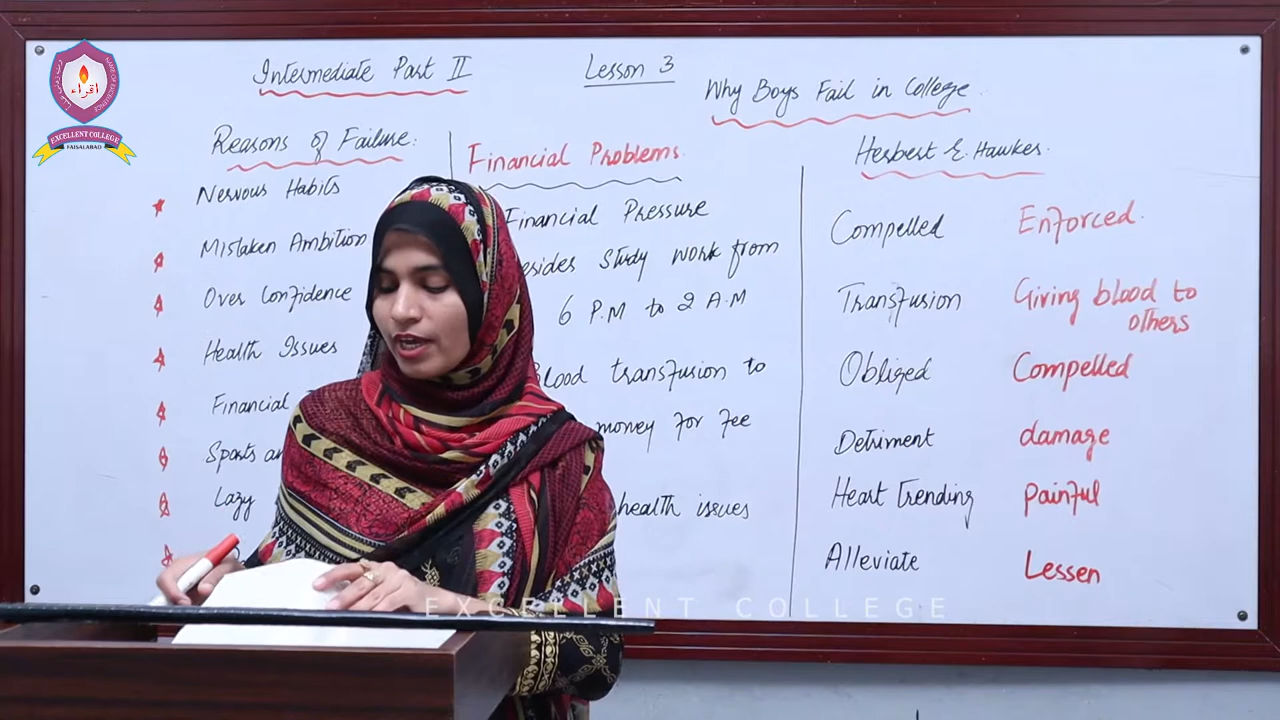 Intermediate Part II
Lesson 3
Why Boys Fail in College.
Herbert E. Hawkes.
Reasons of Failure:
Nervous Habits
Mistaken Ambition
Over Confidence
Health Issues
Financial
Sports
Lazy
Financial Problems.
Financial Pressure
esides study work from
6 P.M to 2 A.M
Blood transfusion to
money for fee
health issues
Compelled Enforced.
Transfusion Giving blood to
others
Obliged Compelled
Detriment damage
Heart Trending painful
Alleviate Lessen
اقراء
EXCELLENT COLLEGE
FAISALABAD
EXCELLENT COLLEGE